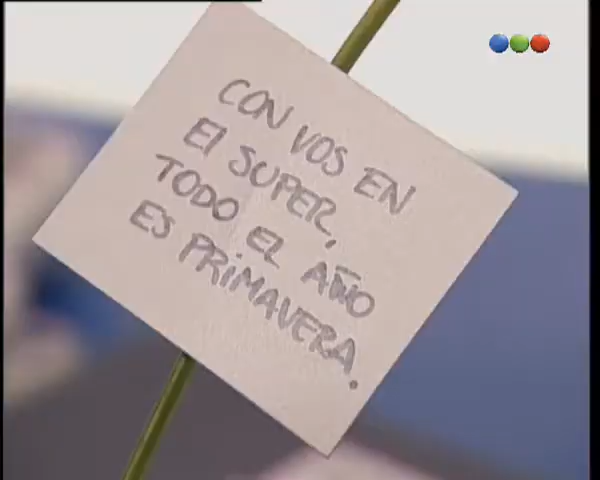 CON VOS EN
El SUPER,
TODO EL AÑO
ES PRIMAVERA.